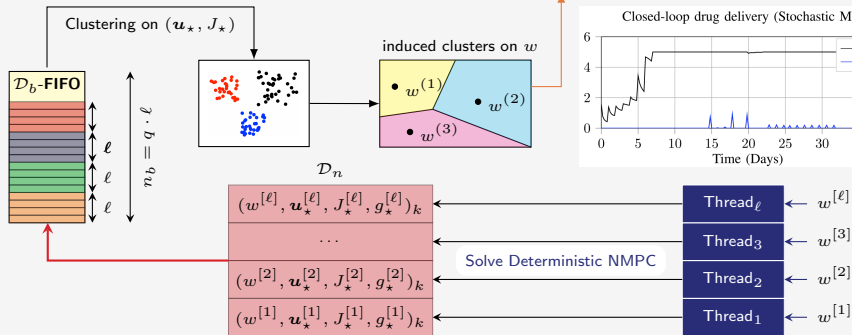 Clustering on (u⋆, J⋆)
induced clusters on w
Closed-loop drug delivery (Stochastic M
𝒟_b-FIFO
w^(1)
w^(2)
w^(3)
6
4
2
0
0 5 10 15 20 25 30
Time (Days)
ℓ
ℓ
ℓ
n_b = q · ℓ
𝒟_n
(w^[ℓ], u⋆^[ℓ], J⋆^[ℓ], g⋆^[ℓ])_k
Thread_ℓ
w^[ℓ]
...
Thread_3
w^[3]
Solve Deterministic NMPC
(w^[2], u⋆^[2], J⋆^[2], g⋆^[2])_k
Thread_2
w^[2]
(w^[1], u⋆^[1], J⋆^[1], g⋆^[1])_k
Thread_1
w^[1]